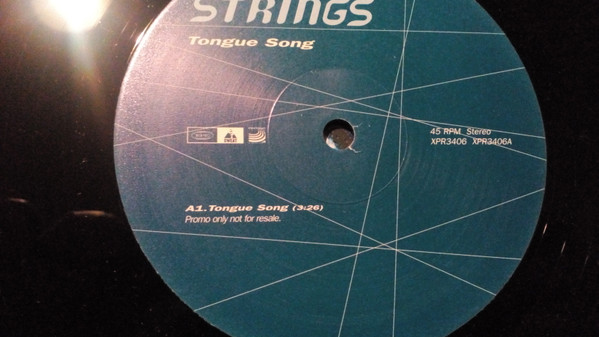 STRINGS
Tongue Song
45 RPM Stereo
XPR3406 XPR3406A
A1. Tongue Song (3:26)
Promo only not for resale.